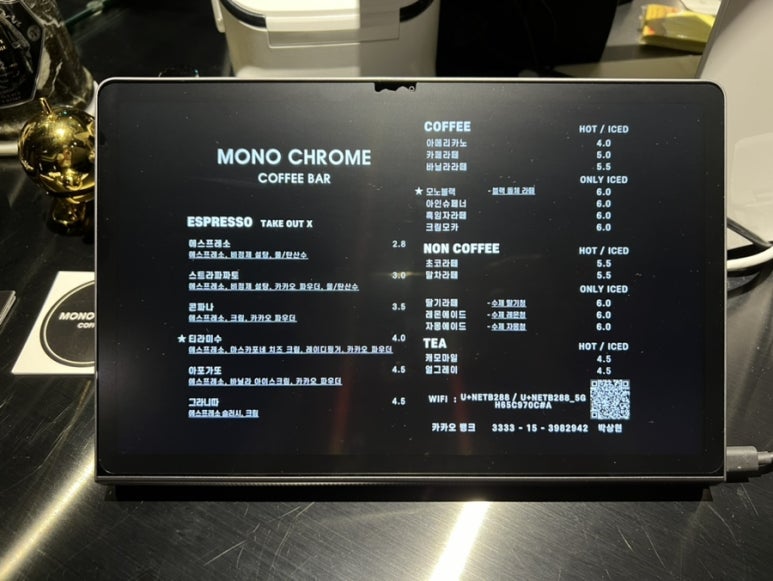 MONO CHROME
COFFEE BAR
ESPRESSO TAKE OUT X
에스프레소 2.8
에스프레소, 비정제 설탕, 물/탄산수
스트라파짜토 3.0
에스프레소, 비정제 설탕, 카카오 파우더, 물/탄산수
콘파나 3.5
에스프레소, 크림, 카카오 파우더
★ 티라미수 4.0
에스프레소, 마스카포네 치즈 크림, 레이디핑거, 카카오 파우더
아포가또 4.5
에스프레소, 바닐라 아이스크림, 카카오 파우더
그라니따 4.5
에스프레소 슬러시, 크림
COFFEE HOT / ICED
아메리카노 4.0
카페라떼 5.0
바닐라라떼 5.5
ONLY ICED
★ 모노블랙 - 블랙 돌체 라떼 6.0
아인슈페너 6.0
흑임자라떼 6.0
크림모카 6.0
NON COFFEE HOT / ICED
초코라떼 5.5
말차라떼 5.5
ONLY ICED
딸기라떼 - 수제 딸기청 6.0
레몬에이드 - 수제 레몬청 6.0
자몽에이드 - 수제 자몽청 6.0
TEA HOT / ICED
캐모마일 4.5
얼그레이 4.5
WIFI : U+NETB288 / U+NETB288_5G
H65C970C#A
카카오 뱅크 3333 - 15 - 3982942 박상현
MONO